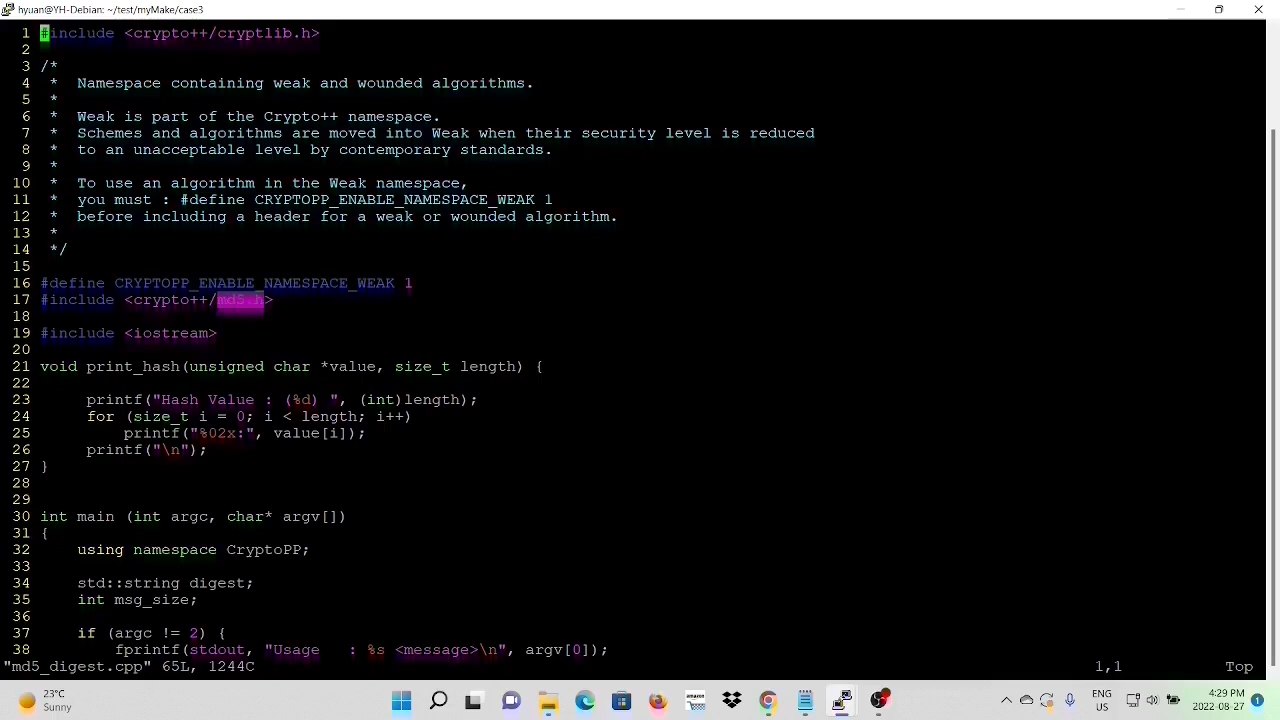 hyuan@YH-Debian: ~/test/myMake/case3
1 #include <crypto++/cryptlib.h>
2
3 /*
4  *  Namespace containing weak and wounded algorithms.
5  *
6  *  Weak is part of the Crypto++ namespace.
7  *  Schemes and algorithms are moved into Weak when their security level is reduced
8  *  to an unacceptable level by contemporary standards.
9  *
10  *  To use an algorithm in the Weak namespace,
11  *  you must : #define CRYPTOPP_ENABLE_NAMESPACE_WEAK 1
12  *  before including a header for a weak or wounded algorithm.
13  *
14  */
15
16 #define CRYPTOPP_ENABLE_NAMESPACE_WEAK 1
17 #include <crypto++/md5.h>
18
19 #include <iostream>
20
21 void print_hash(unsigned char *value, size_t length) {
22
23      printf("Hash Value : (%d) ", (int)length);
24      for (size_t i = 0; i < length; i++)
25          printf("%02x:", value[i]);
26      printf("\n");
27 }
28
29
30 int main (int argc, char* argv[])
31 {
32     using namespace CryptoPP;
33
34     std::string digest;
35     int msg_size;
36
37     if (argc != 2) {
38         fprintf(stdout, "Usage   : %s <message>\n", argv[0]);
"md5_digest.cpp" 65L, 1244C 1,1 Top
23°C
Sunny
amazon
ENG
US
4:29 PM
2022-08-27
1